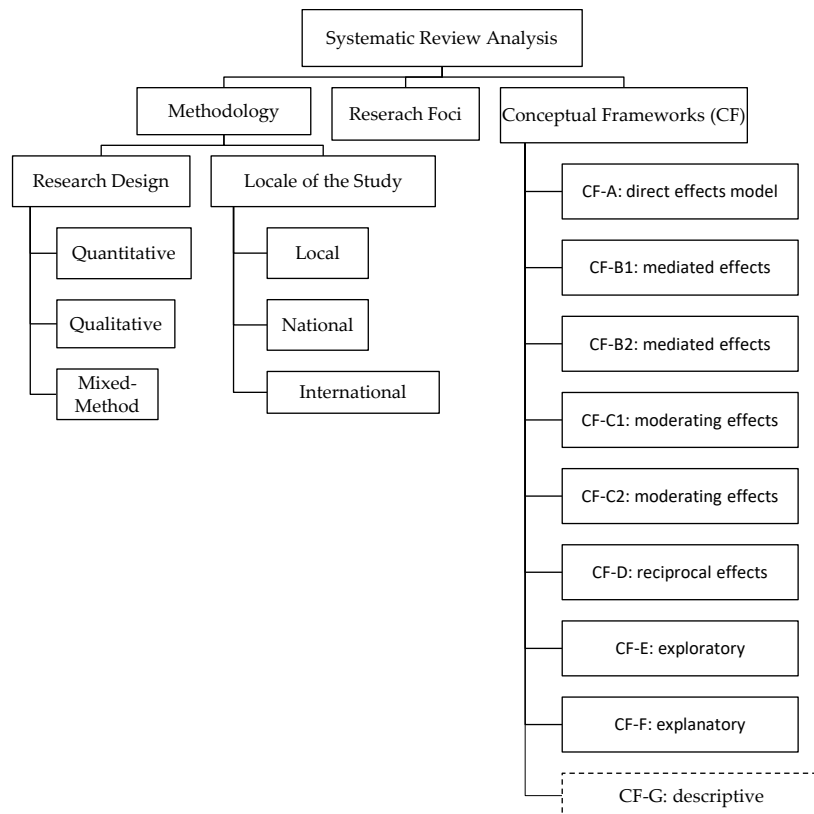 Systematic Review Analysis
Methodology
Reserach Foci
Conceptual Frameworks (CF)
Research Design
Locale of the Study
Quantitative
Qualitative
Mixed-
Method
Local
National
International
CF-A: direct effects model
CF-B1: mediated effects
CF-B2: mediated effects
CF-C1: moderating effects
CF-C2: moderating effects
CF-D: reciprocal effects
CF-E: exploratory
CF-F: explanatory
CF-G: descriptive